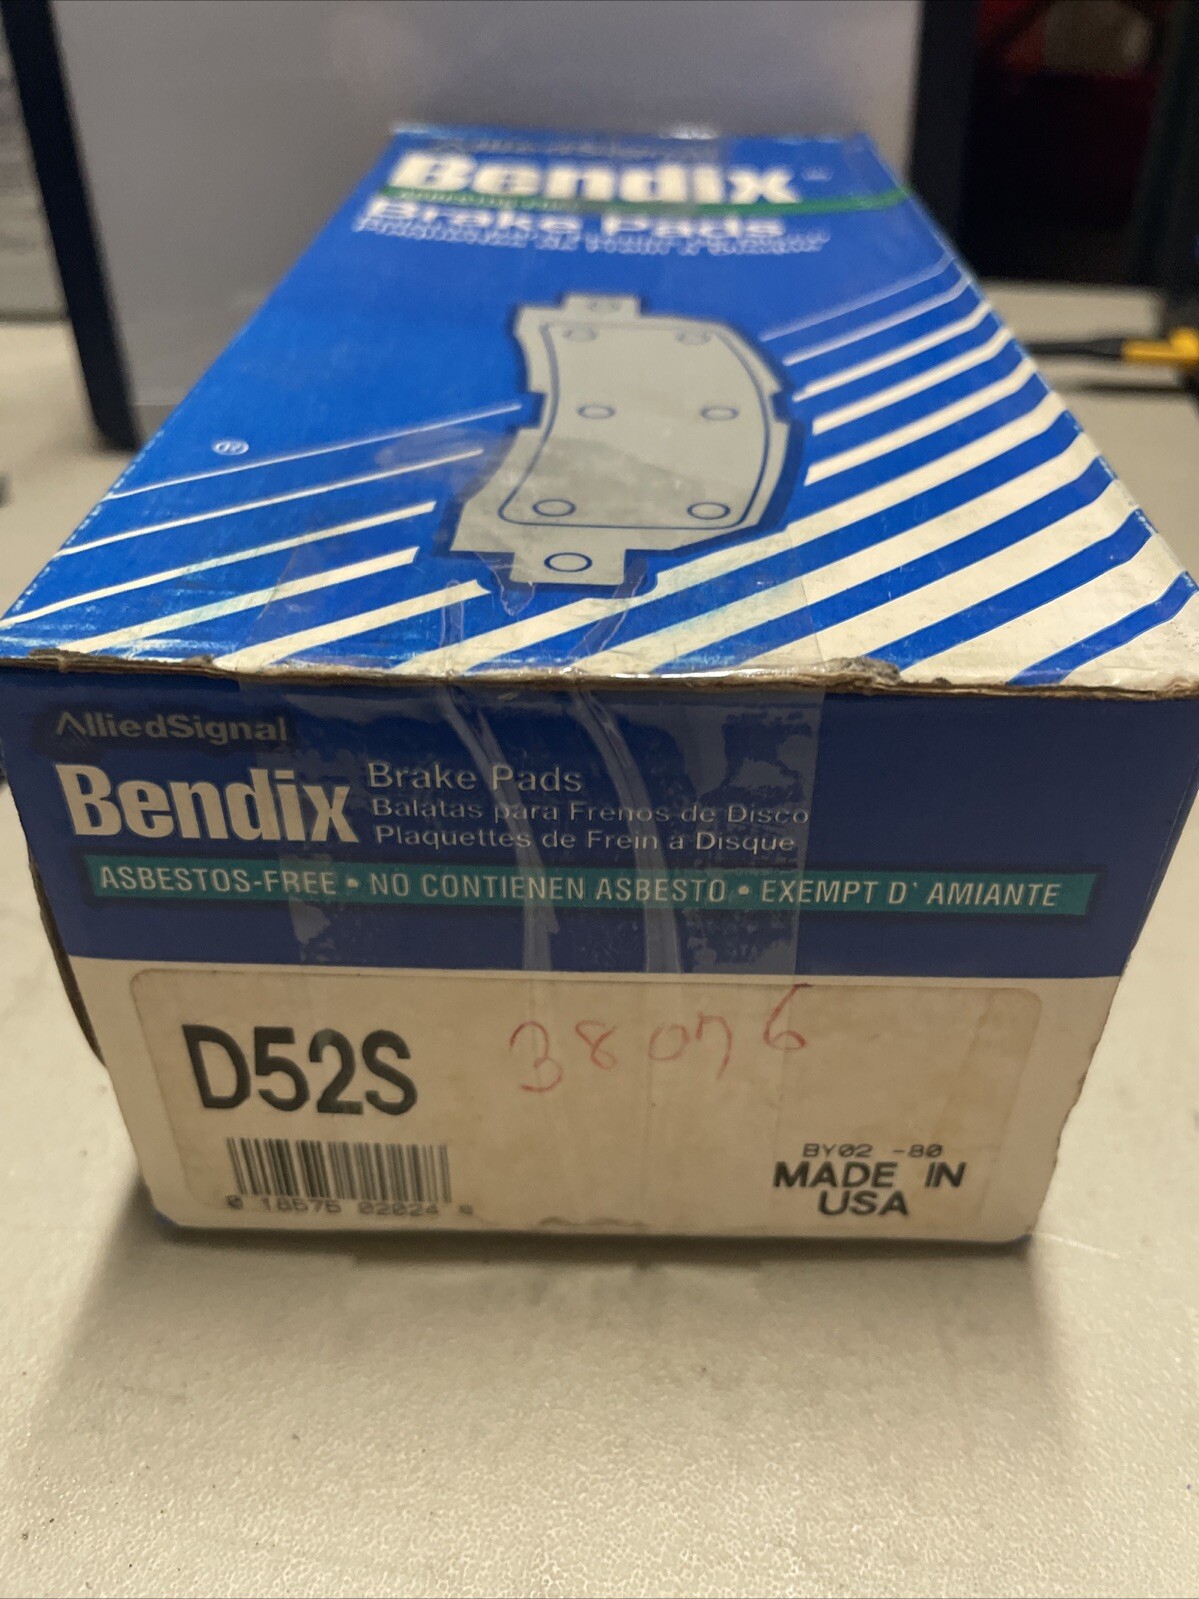 Bendix
Brake Pads
AlliedSignal
Bendix
Brake Pads
Balatas para Frenos de Disco
Plaquettes de Frein à Disque
ASBESTOS-FREE • NO CONTIENEN ASBESTO • EXEMPT D' AMIANTE
D52S
38076
BY02 -80
MADE IN
USA
0 18575 02024